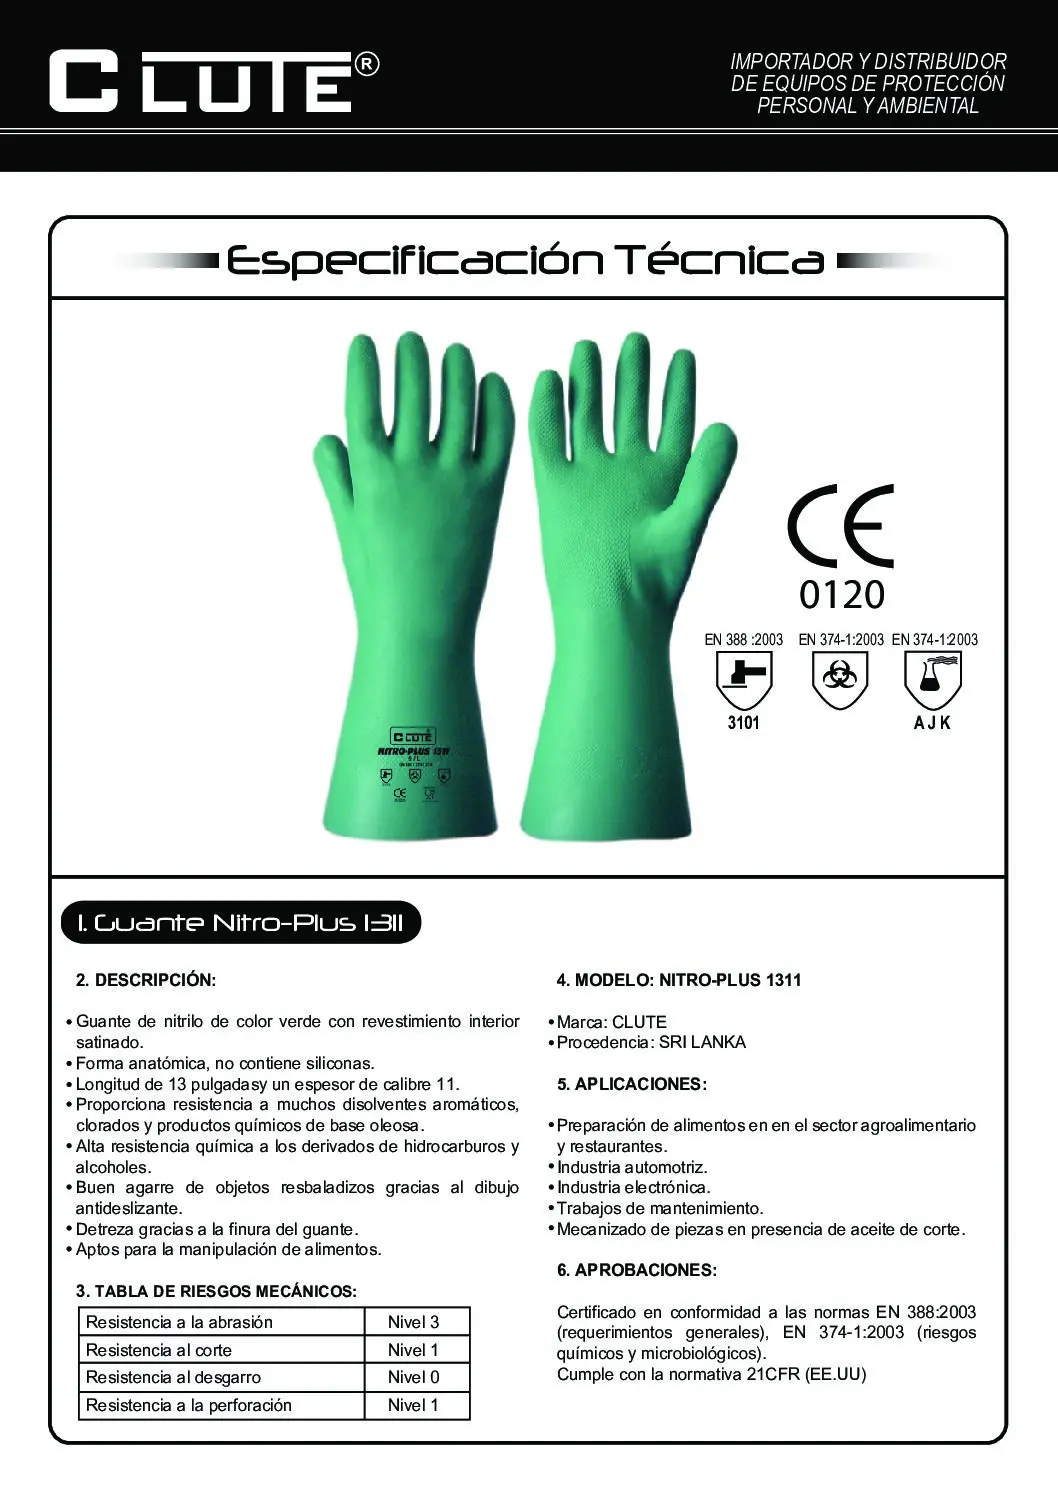 CLUTE®
IMPORTADOR Y DISTRIBUIDOR
DE EQUIPOS DE PROTECCIÓN
PERSONAL Y AMBIENTAL
Especificación Técnica
CE
0120
EN 388 :2003 EN 374-1:2003 EN 374-1:2003
3101 A J K
CLUTE
NITRO-PLUS 1311
9 / L
CE
1. Guante Nitro-Plus 1311
2. DESCRIPCIÓN:
• Guante de nitrilo de color verde con revestimiento interior
satinado.
• Forma anatómica, no contiene siliconas.
• Longitud de 13 pulgadasy un espesor de calibre 11.
• Proporciona resistencia a muchos disolventes aromáticos,
clorados y productos químicos de base oleosa.
• Alta resistencia química a los derivados de hidrocarburos y
alcoholes.
• Buen agarre de objetos resbaladizos gracias al dibujo
antideslizante.
• Detreza gracias a la finura del guante.
• Aptos para la manipulación de alimentos.
3. TABLA DE RIESGOS MECÁNICOS:
Resistencia a la abrasión Nivel 3
Resistencia al corte Nivel 1
Resistencia al desgarro Nivel 0
Resistencia a la perforación Nivel 1
4. MODELO: NITRO-PLUS 1311
• Marca: CLUTE
• Procedencia: SRI LANKA
5. APLICACIONES:
• Preparación de alimentos en en el sector agroalimentario
y restaurantes.
• Industria automotriz.
• Industria electrónica.
• Trabajos de mantenimiento.
• Mecanizado de piezas en presencia de aceite de corte.
6. APROBACIONES:
Certificado en conformidad a las normas EN 388:2003
(requerimientos generales), EN 374-1:2003 (riesgos
químicos y microbiológicos).
Cumple con la normativa 21CFR (EE.UU)